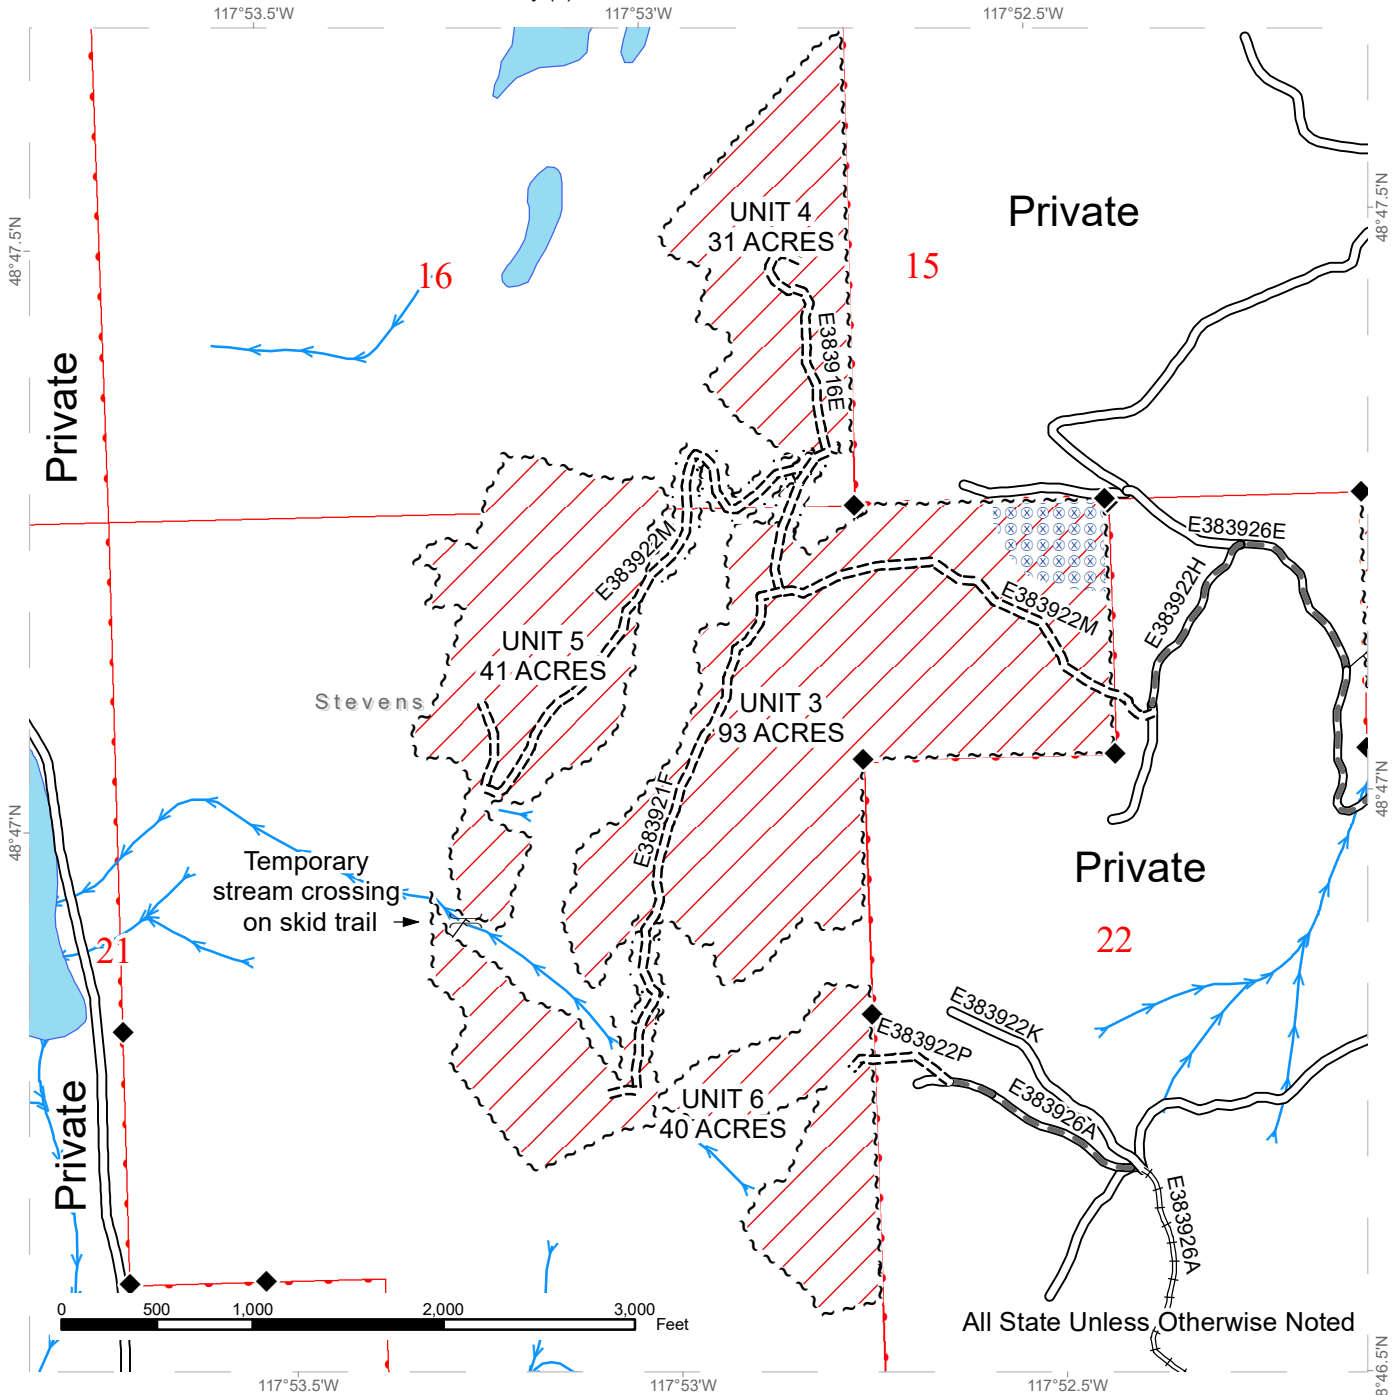 117°53.5'W
117°53'W
117°52.5'W
48°47.5'N
48°47.5'N
UNIT 4
31 ACRES
Private
16
15
E383916E
Private
E383926E
E383922M
E383922H
E383922M
UNIT 5
41 ACRES
Stevens
UNIT 3
93 ACRES
48°47'N
48°47'N
E383921F
Temporary
stream crossing
on skid trail
Private
21
22
E383922K
E383922P
E383926A
UNIT 6
40 ACRES
Private
E383926A
0
500
1,000
2,000
3,000
Feet
All State Unless Otherwise Noted
117°53.5'W
117°53'W
117°52.5'W